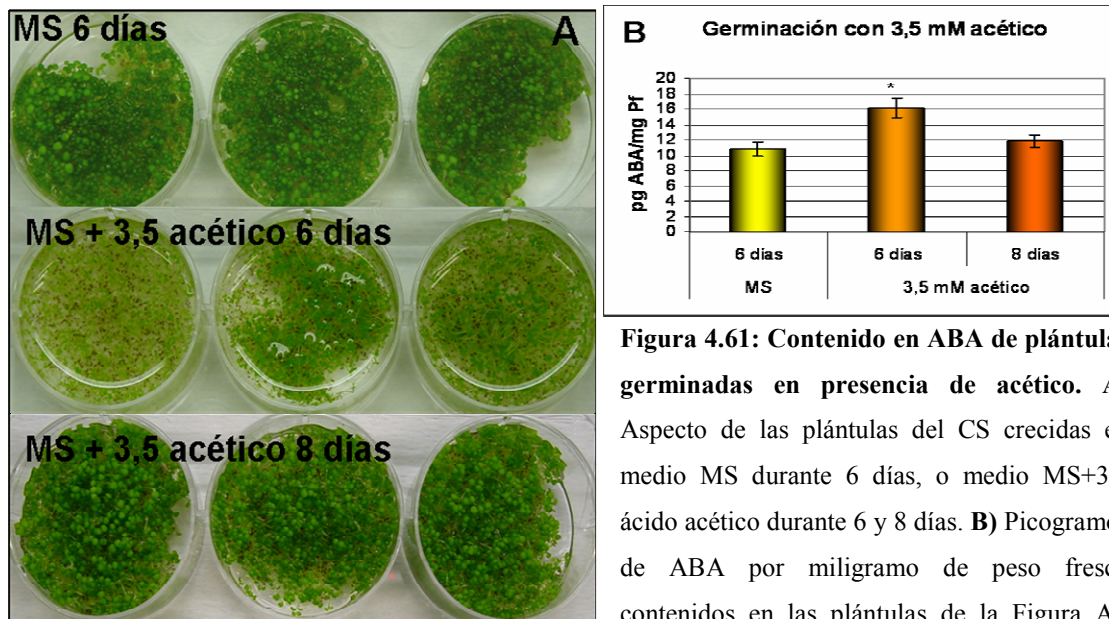 MS 6 días
A
MS + 3,5 acético 6 días
MS + 3,5 acético 8 días
B
Germinación con 3,5 mM acético
pg ABA/mg Pf
20
18
16
14
12
10
8
6
4
2
0
*
6 días
6 días
8 días
MS
3,5 mM acético
Figura 4.61: Contenido en ABA de plántula
germinadas en presencia de acético.
Aspecto de las plántulas del CS crecidas
medio MS durante 6 días, o medio MS+3
ácido acético durante 6 y 8 días. B) Picogramo
de ABA por miligramo de peso fresc
contenidos en las plántulas de la Figura A